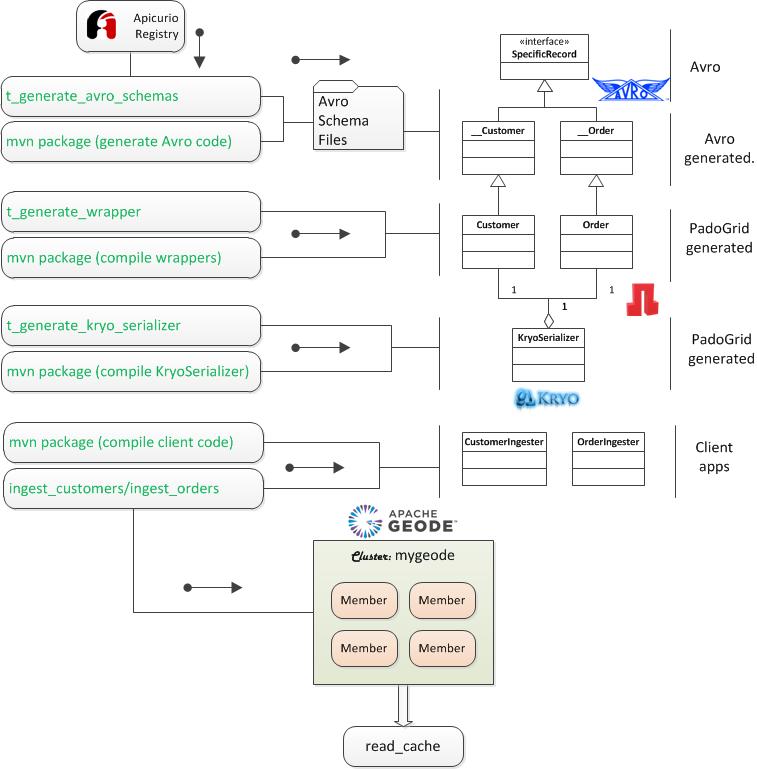 Apicurio
Registry
t_generate_avro_schemas
mvn package (generate Avro code)
Avro
Schema
Files
«interface»
SpecificRecord
AVRO
Avro
__Customer
__Order
Avro
generated.
t_generate_wrapper
mvn package (compile wrappers)
Customer
Order
PadoGrid
generated
1
1
1
t_generate_kryo_serializer
mvn package (compile KryoSerializer)
KryoSerializer
KRYO
PadoGrid
generated
mvn package (compile client code)
ingest_customers/ingest_orders
CustomerIngester
OrderIngester
Client
apps
APACHE
GEODE™
Cluster: mygeode
Member
Member
Member
Member
read_cache